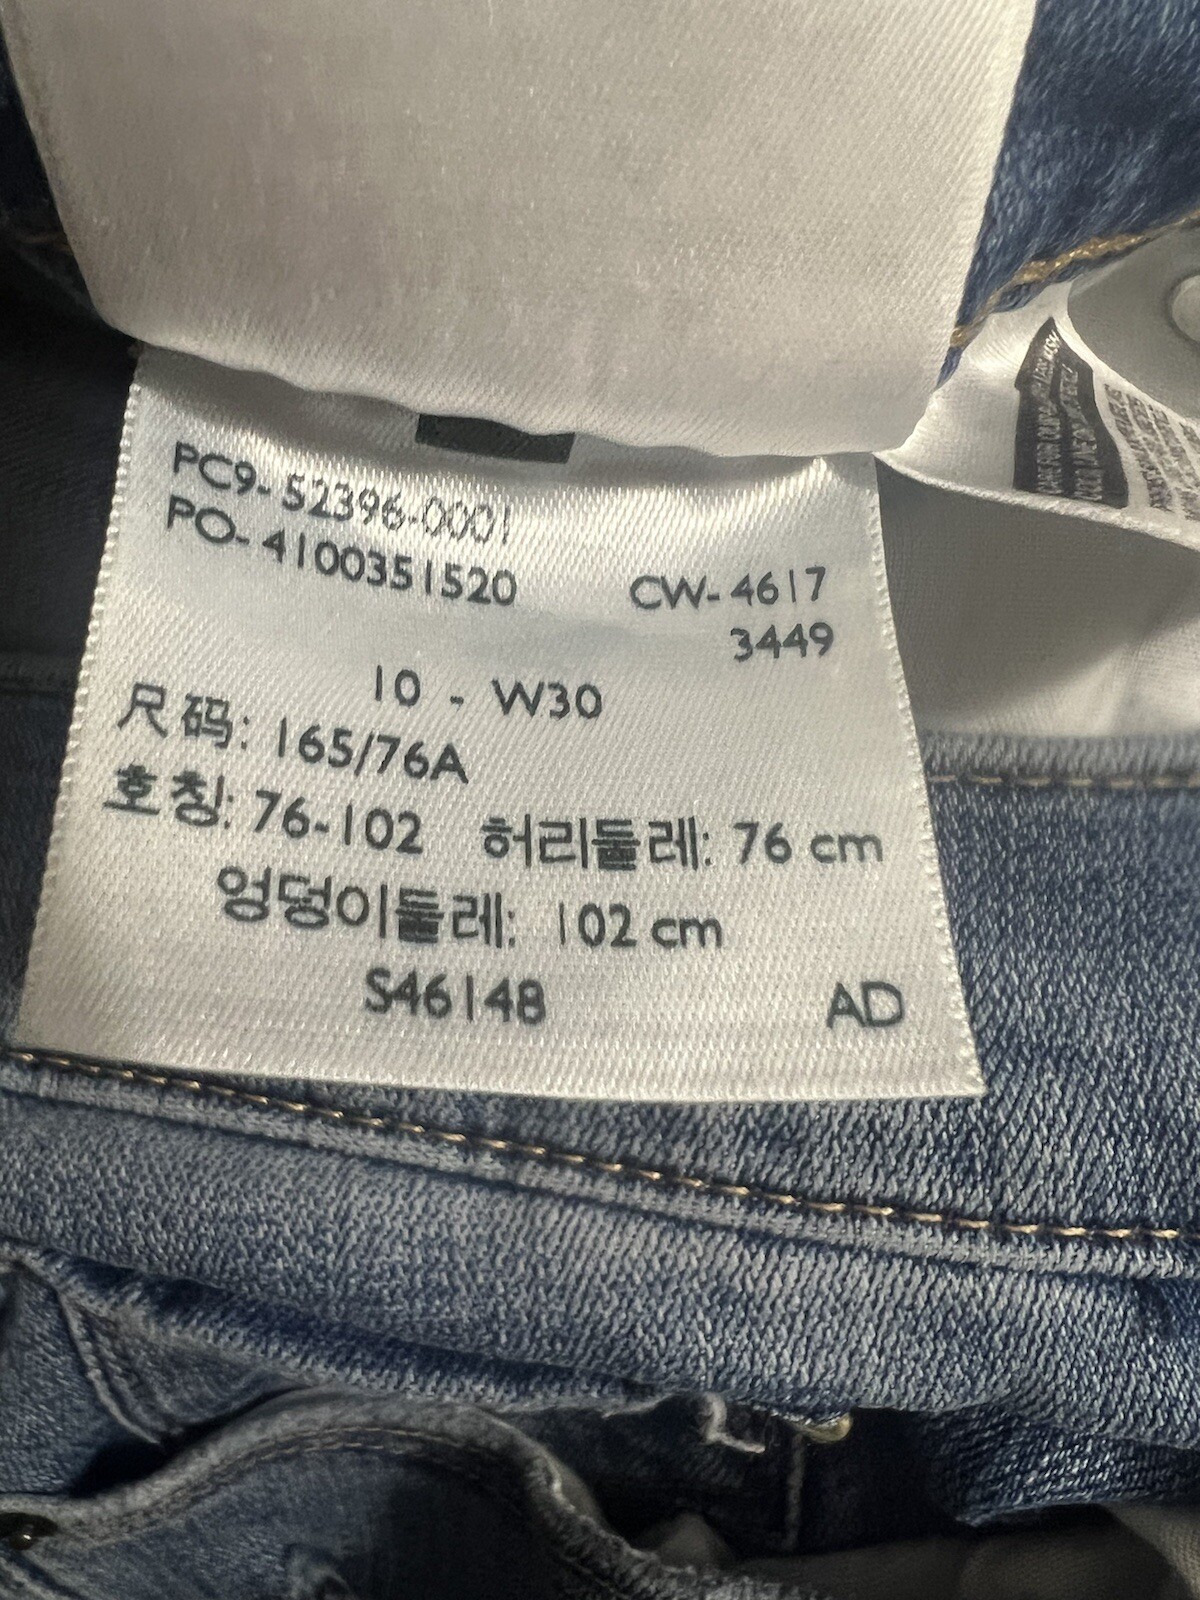 PC9-52396-0001
PO-4100351520
CW-4617
3449
10 - W30
尺码: 165/76A
호칭: 76-102 허리둘레: 76 cm
엉덩이둘레: 102 cm
S46148 AD